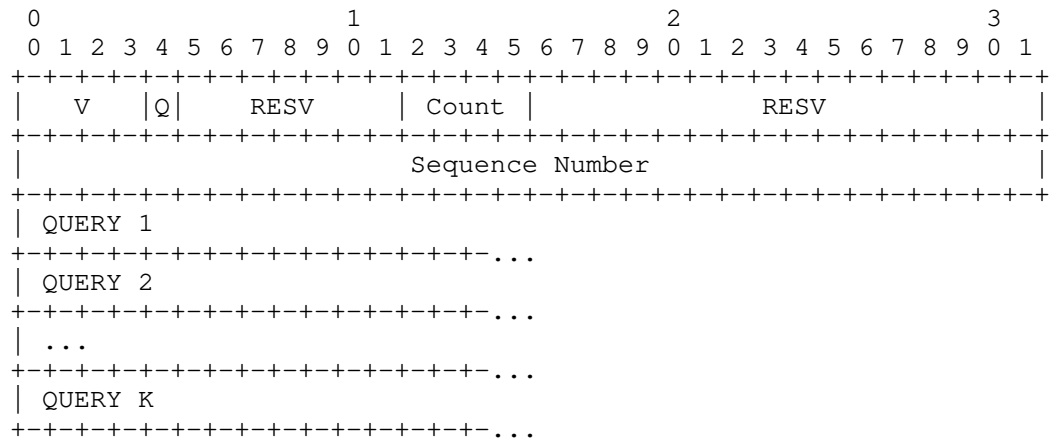 0                   1                   2                   3
 0 1 2 3 4 5 6 7 8 9 0 1 2 3 4 5 6 7 8 9 0 1 2 3 4 5 6 7 8 9 0 1
+-+-+-+-+-+-+-+-+-+-+-+-+-+-+-+-+-+-+-+-+-+-+-+-+-+-+-+-+-+-+-+-+
|   V   |Q|    RESV     | Count |              RESV             |
+-+-+-+-+-+-+-+-+-+-+-+-+-+-+-+-+-+-+-+-+-+-+-+-+-+-+-+-+-+-+-+-+
|                        Sequence Number                        |
+-+-+-+-+-+-+-+-+-+-+-+-+-+-+-+-+-+-+-+-+-+-+-+-+-+-+-+-+-+-+-+-+
| QUERY 1
+-+-+-+-+-+-+-+-+-+-+-+-+-+-+-...
| QUERY 2
+-+-+-+-+-+-+-+-+-+-+-+-+-+-+-...
| ...
+-+-+-+-+-+-+-+-+-+-+-+-+-+-+-...
| QUERY K
+-+-+-+-+-+-+-+-+-+-+-+-+-+-+-...